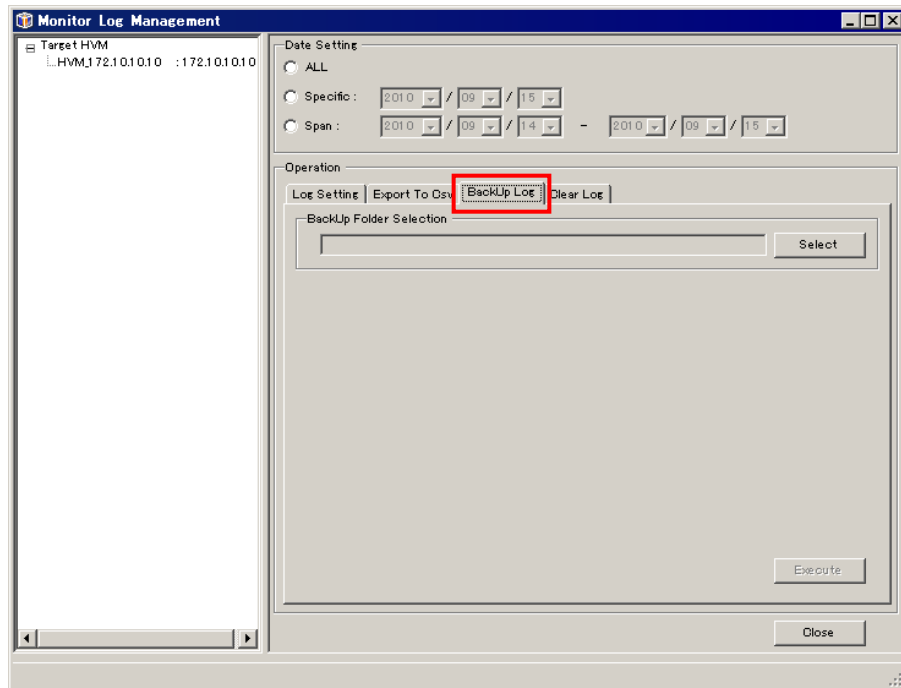 Monitor Log Management
Target HVM
HVM_172.10.10.10 :172.10.10.10
Date Setting
ALL
Specific : 2010 / 09 / 15
Span : 2010 / 09 / 14 - 2010 / 09 / 15
Operation
Log Setting Export To Csv BackUp Log Clear Log
BackUp Folder Selection
Select
Execute
Close